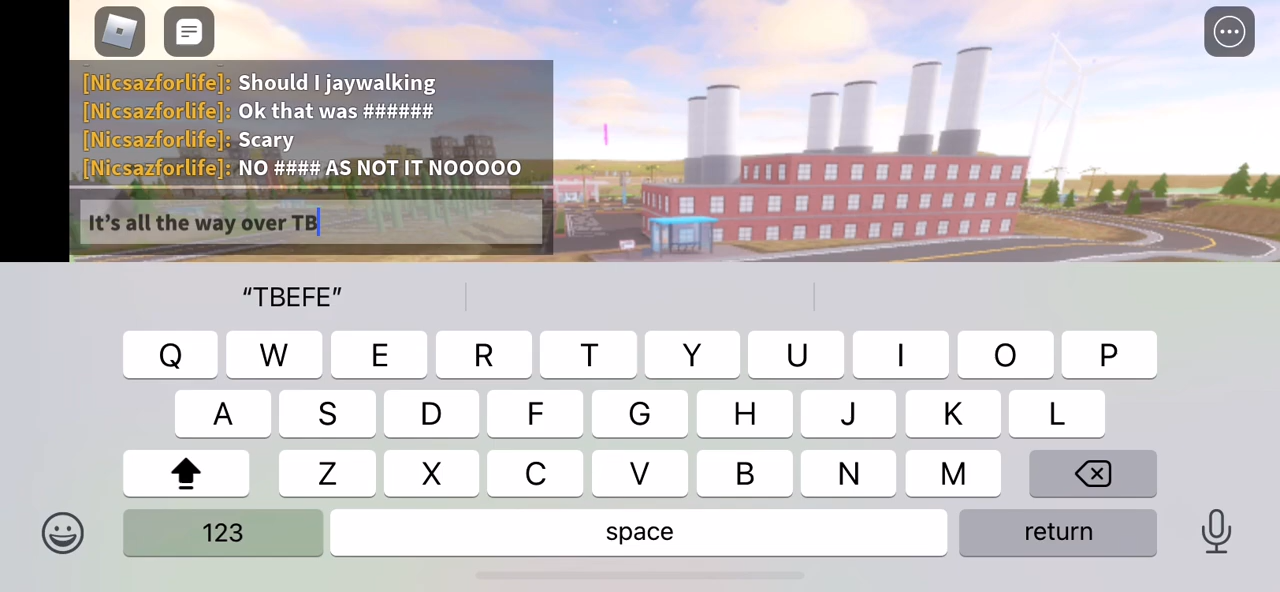 [Nicsazforlife]: Should I jaywalking
[Nicsazforlife]: Ok that was ######
[Nicsazforlife]: Scary
[Nicsazforlife]: NO #### AS NOT IT NOOOOO
It’s all the way over TB
“TBEFE”
Q W E R T Y U I O P
A S D F G H J K L
Z X C V B N M
123 space return